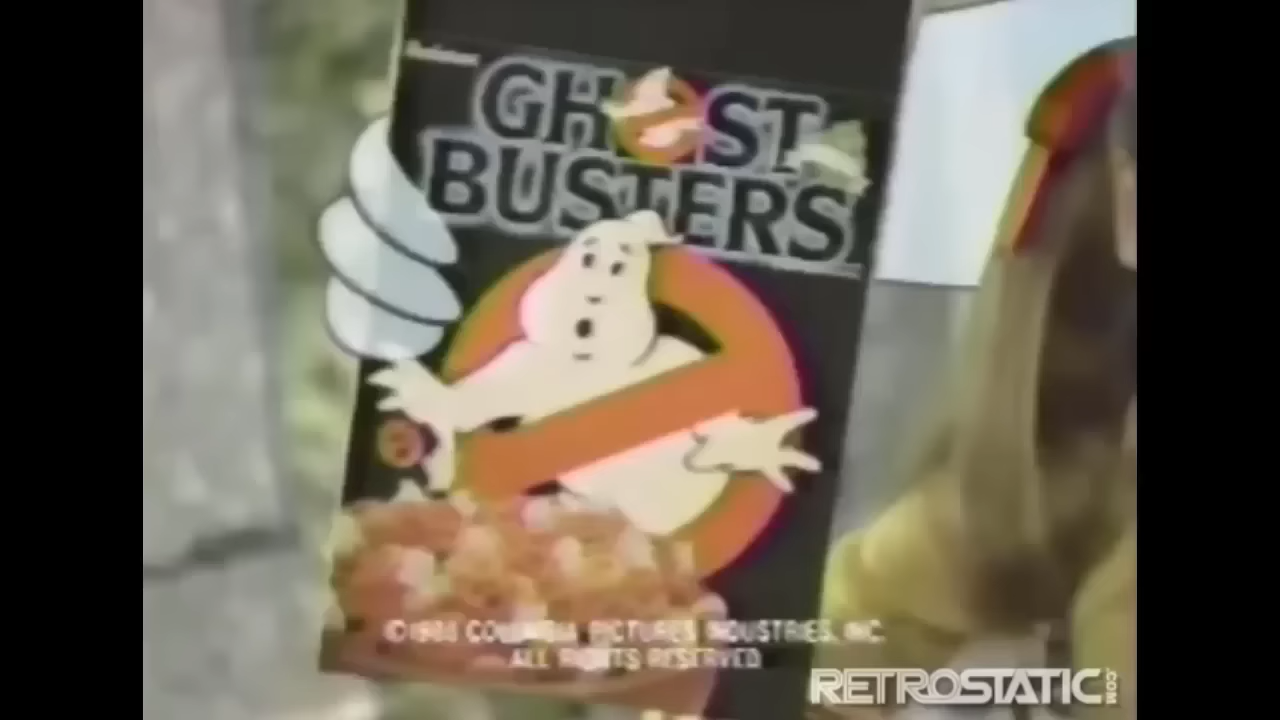 GHOST
BUSTERS
COLUMBIA PICTURES INDUSTRIES, INC.
ALL RIGHTS RESERVED
RETROSTATIC.COM